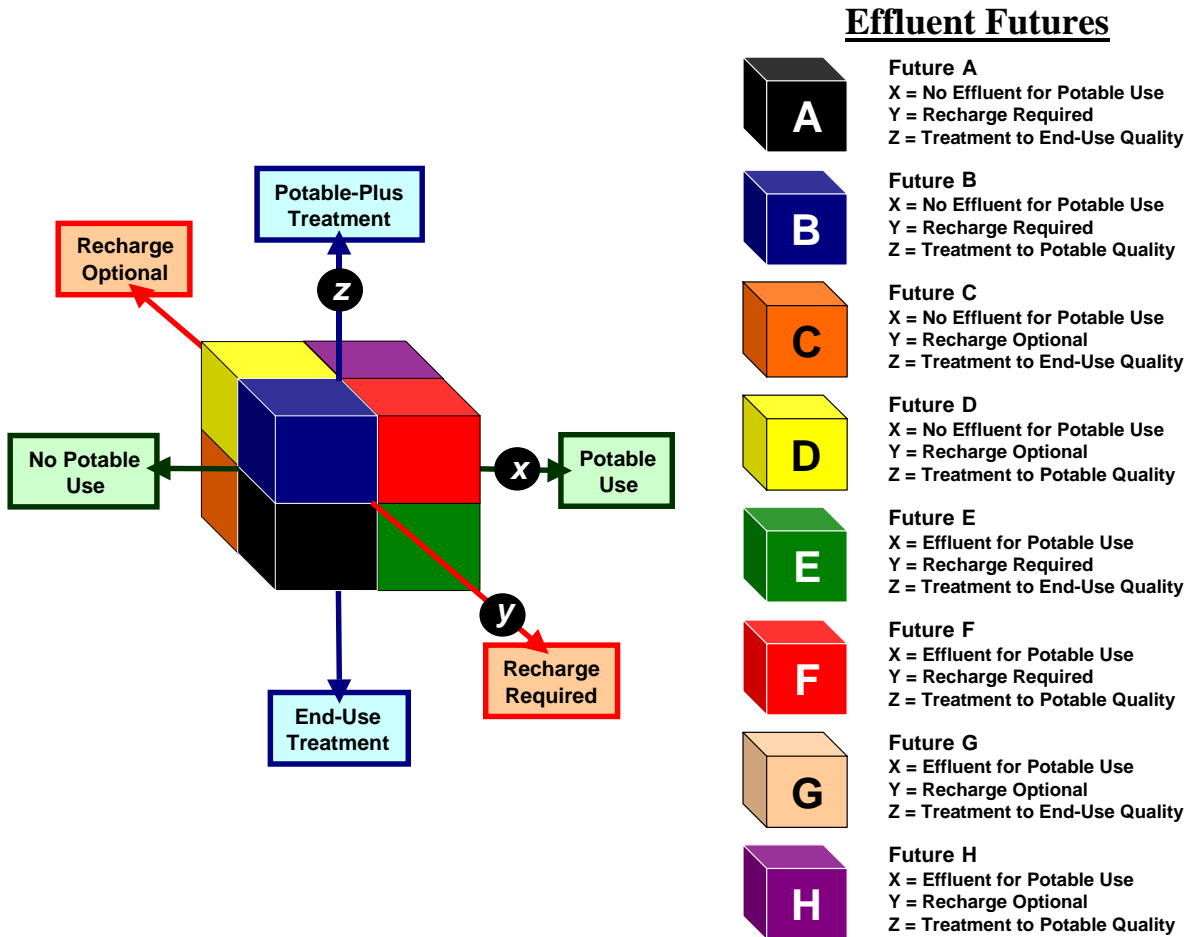 Effluent Futures
Potable-Plus
Treatment
Recharge
Optional
z
No Potable
Use
x
Potable
Use
y
Recharge
Required
End-Use
Treatment
A
Future A
X = No Effluent for Potable Use
Y = Recharge Required
Z = Treatment to End-Use Quality
B
Future B
X = No Effluent for Potable Use
Y = Recharge Required
Z = Treatment to Potable Quality
C
Future C
X = No Effluent for Potable Use
Y = Recharge Optional
Z = Treatment to End-Use Quality
D
Future D
X = No Effluent for Potable Use
Y = Recharge Optional
Z = Treatment to Potable Quality
E
Future E
X = Effluent for Potable Use
Y = Recharge Required
Z = Treatment to End-Use Quality
F
Future F
X = Effluent for Potable Use
Y = Recharge Required
Z = Treatment to Potable Quality
G
Future G
X = Effluent for Potable Use
Y = Recharge Optional
Z = Treatment to End-Use Quality
H
Future H
X = Effluent for Potable Use
Y = Recharge Optional
Z = Treatment to Potable Quality